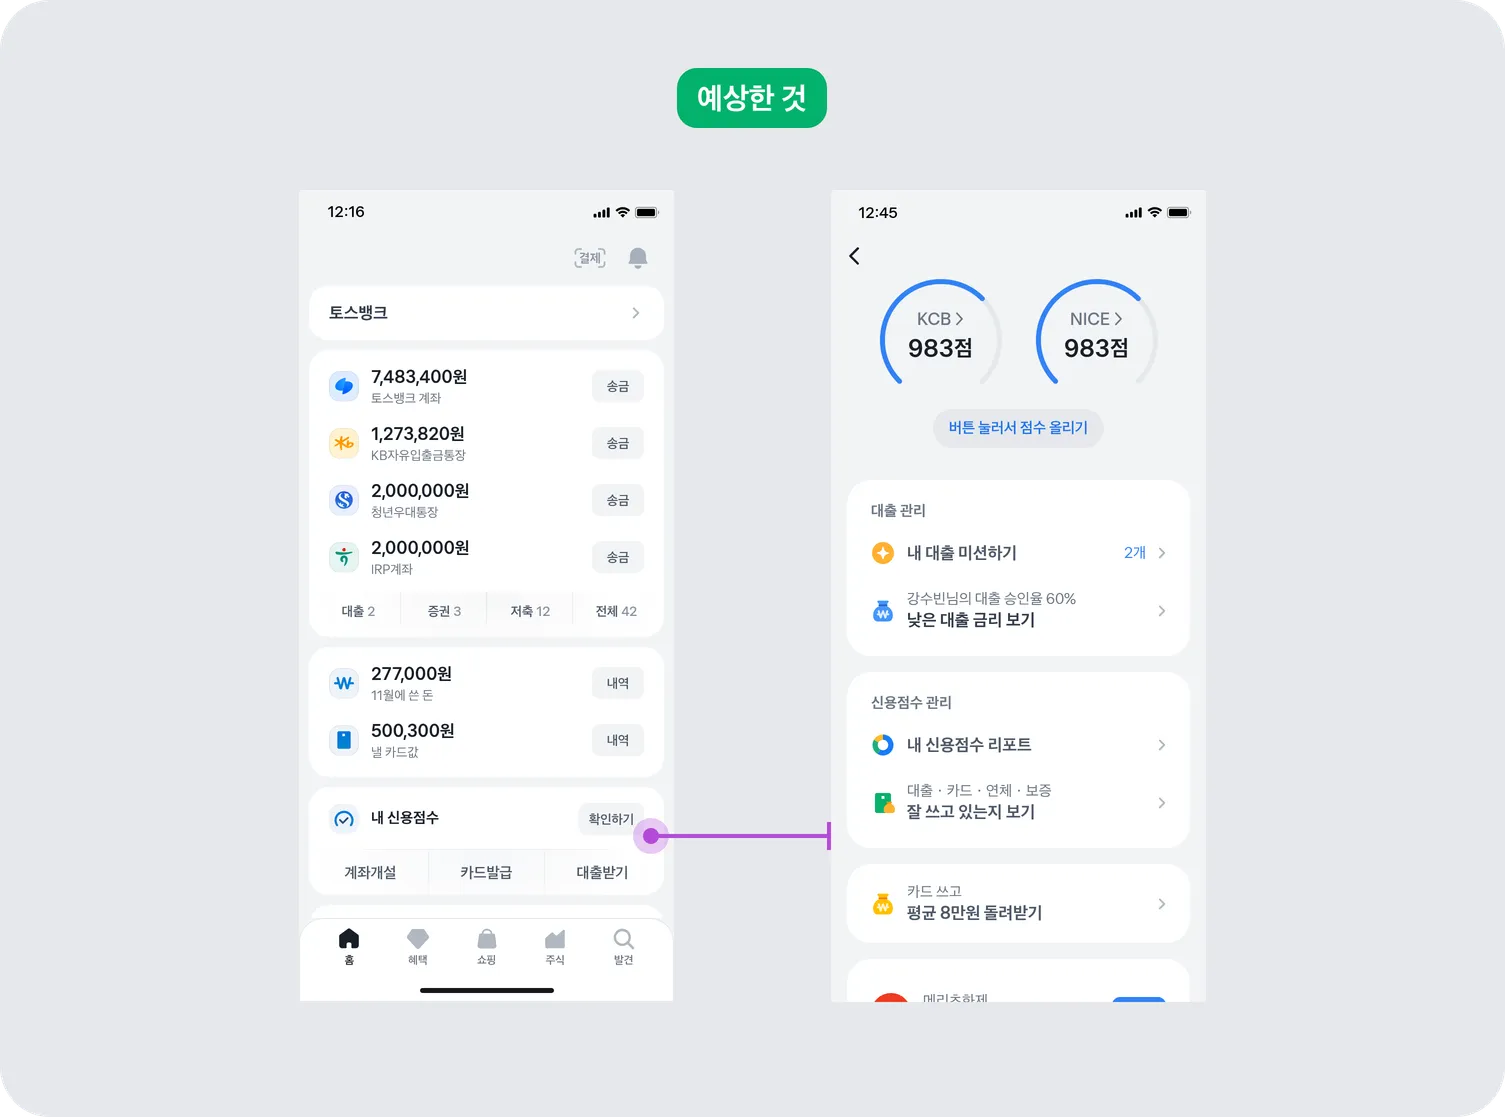 예상한 것
12:16
결제
토스뱅크
7,483,400원
토스뱅크 계좌
송금
1,273,820원
KB자유입출금통장
송금
2,000,000원
청년우대통장
송금
2,000,000원
IRP계좌
송금
대출 2
증권 3
저축 12
전체 42
277,000원
11월에 쓴 돈
내역
500,300원
낼 카드값
내역
내 신용점수
확인하기
계좌개설
카드발급
대출받기
홈
혜택
쇼핑
주식
발견
12:45
KCB
983점
NICE
983점
버튼 눌러서 점수 올리기
대출 관리
내 대출 미션하기
2개
강수빈님의 대출 승인율 60%
낮은 대출 금리 보기
신용점수 관리
내 신용점수 리포트
대출 · 카드 · 연체 · 보증
잘 쓰고 있는지 보기
카드 쓰고
평균 8만원 돌려받기
메리츠화재